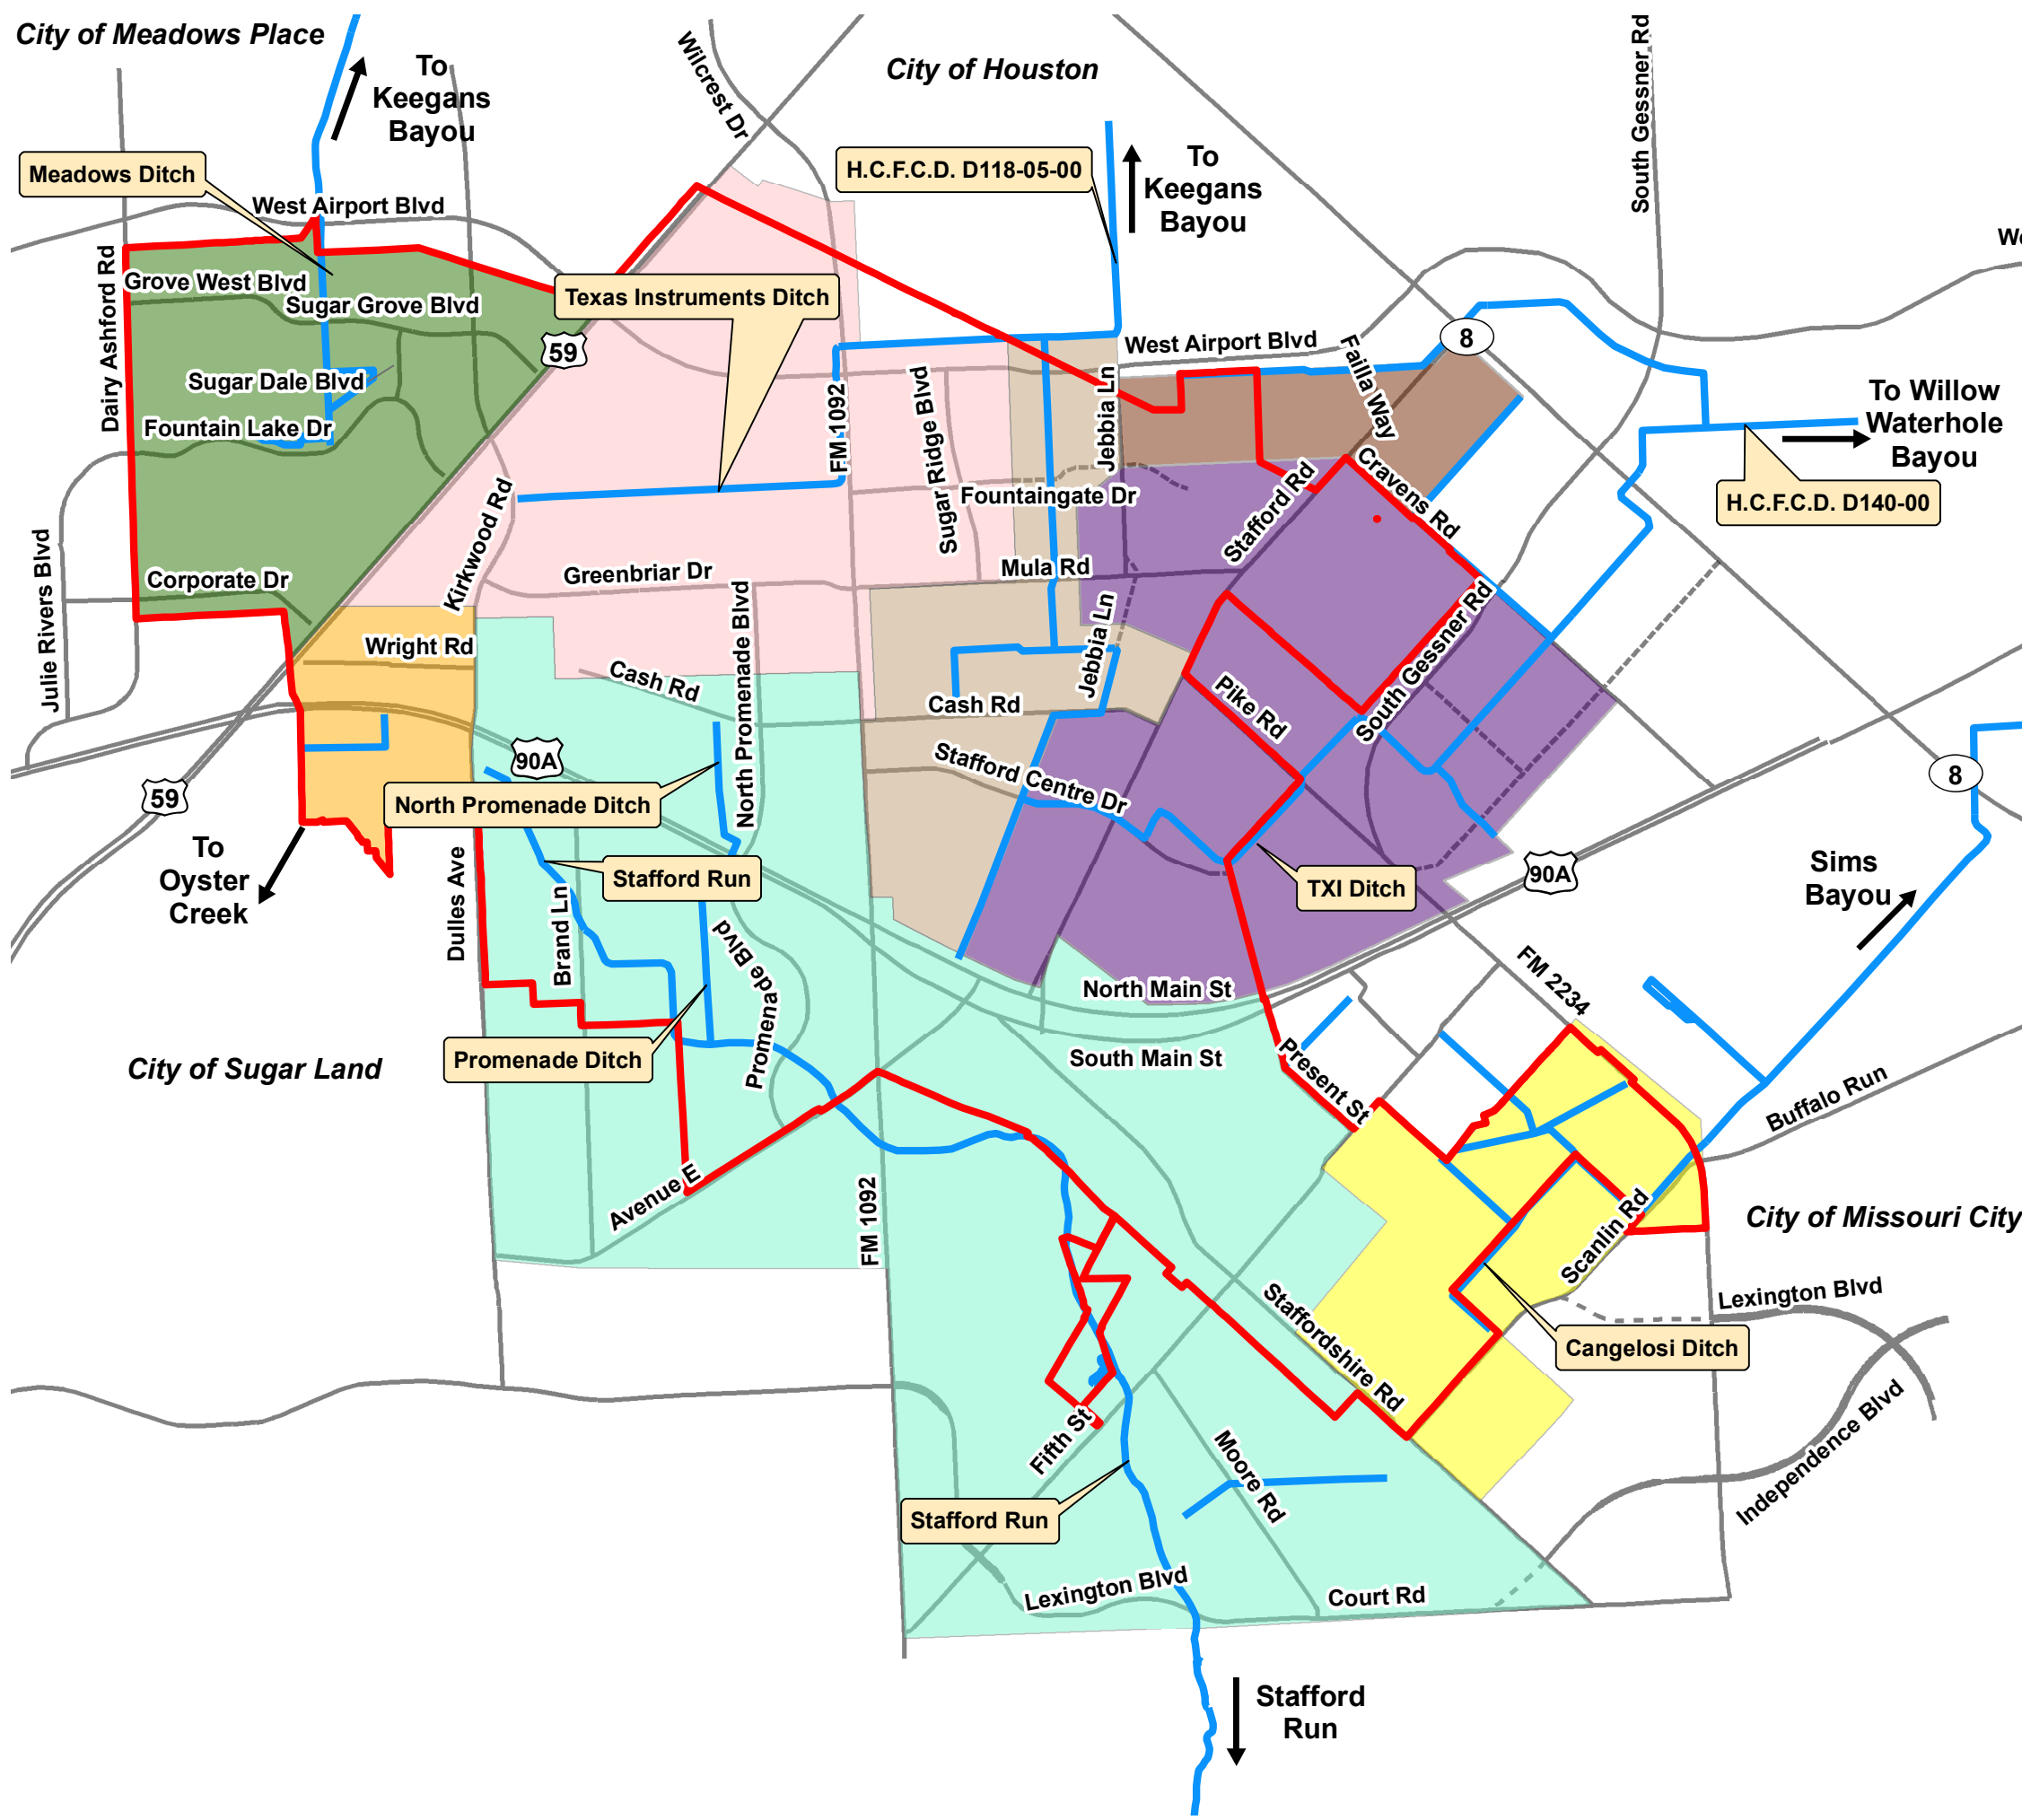 City of Meadows Place
To
Keegans
Bayou
Wilcrest Dr
City of Houston
South Gessner Rd
South Gessner Rd
Meadows Ditch
H.C.F.C.D. D118-05-00
To
Keegans
Bayou
West Airport Blvd
Dairy Ashford Rd
Grove West Blvd
Sugar Grove Blvd
Texas Instruments Ditch
59
West Airport Blvd
8
Failla Way
Sugar Dale Blvd
Fountain Lake Dr
FM 1092
Sugar Ridge Blvd
Jebbia Ln
To Willow
Waterhole
Bayou
Cravens Rd
Fountaingate Dr
Stafford Rd
H.C.F.C.D. D140-00
Kirkwood Rd
Julie Rivers Blvd
Corporate Dr
Greenbriar Dr
Mula Rd
North Promenade Blvd
Wright Rd
Cash Rd
Jebbia Ln
Cash Rd
Pike Rd
90A
59
North Promenade Ditch
Stafford Centre Dr
8
To
Oyster
Creek
Dulles Ave
Stafford Run
Brand Ln
TXI Ditch
90A
Sims
Bayou
Promenade Blvd
North Main St
FM 2234
City of Sugar Land
Promenade Ditch
South Main St
Present St
Buffalo Run
Avenue E
FM 1092
Scanlin Rd
City of Missouri City
Staffordshire Rd
Lexington Blvd
Cangelosi Ditch
Independence Blvd
Fifth St
Moore Rd
Stafford Run
Lexington Blvd
Court Rd
Stafford
Run